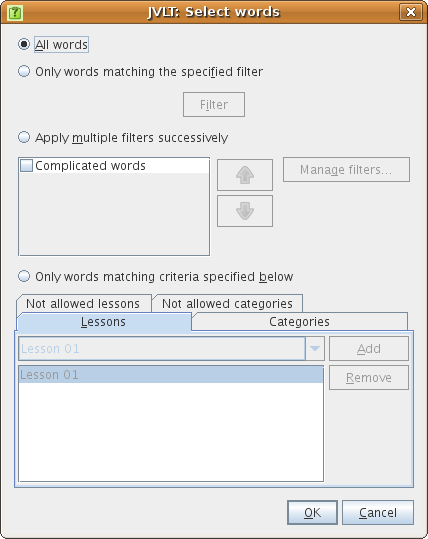 JVLT: Select words
All words
Only words matching the specified filter
Filter
Apply multiple filters successively
Complicated words
Manage filters...
Only words matching criteria specified below
Not allowed lessons Not allowed categories
Lessons Categories
Lesson 01 Add
Lesson 01 Remove
OK Cancel